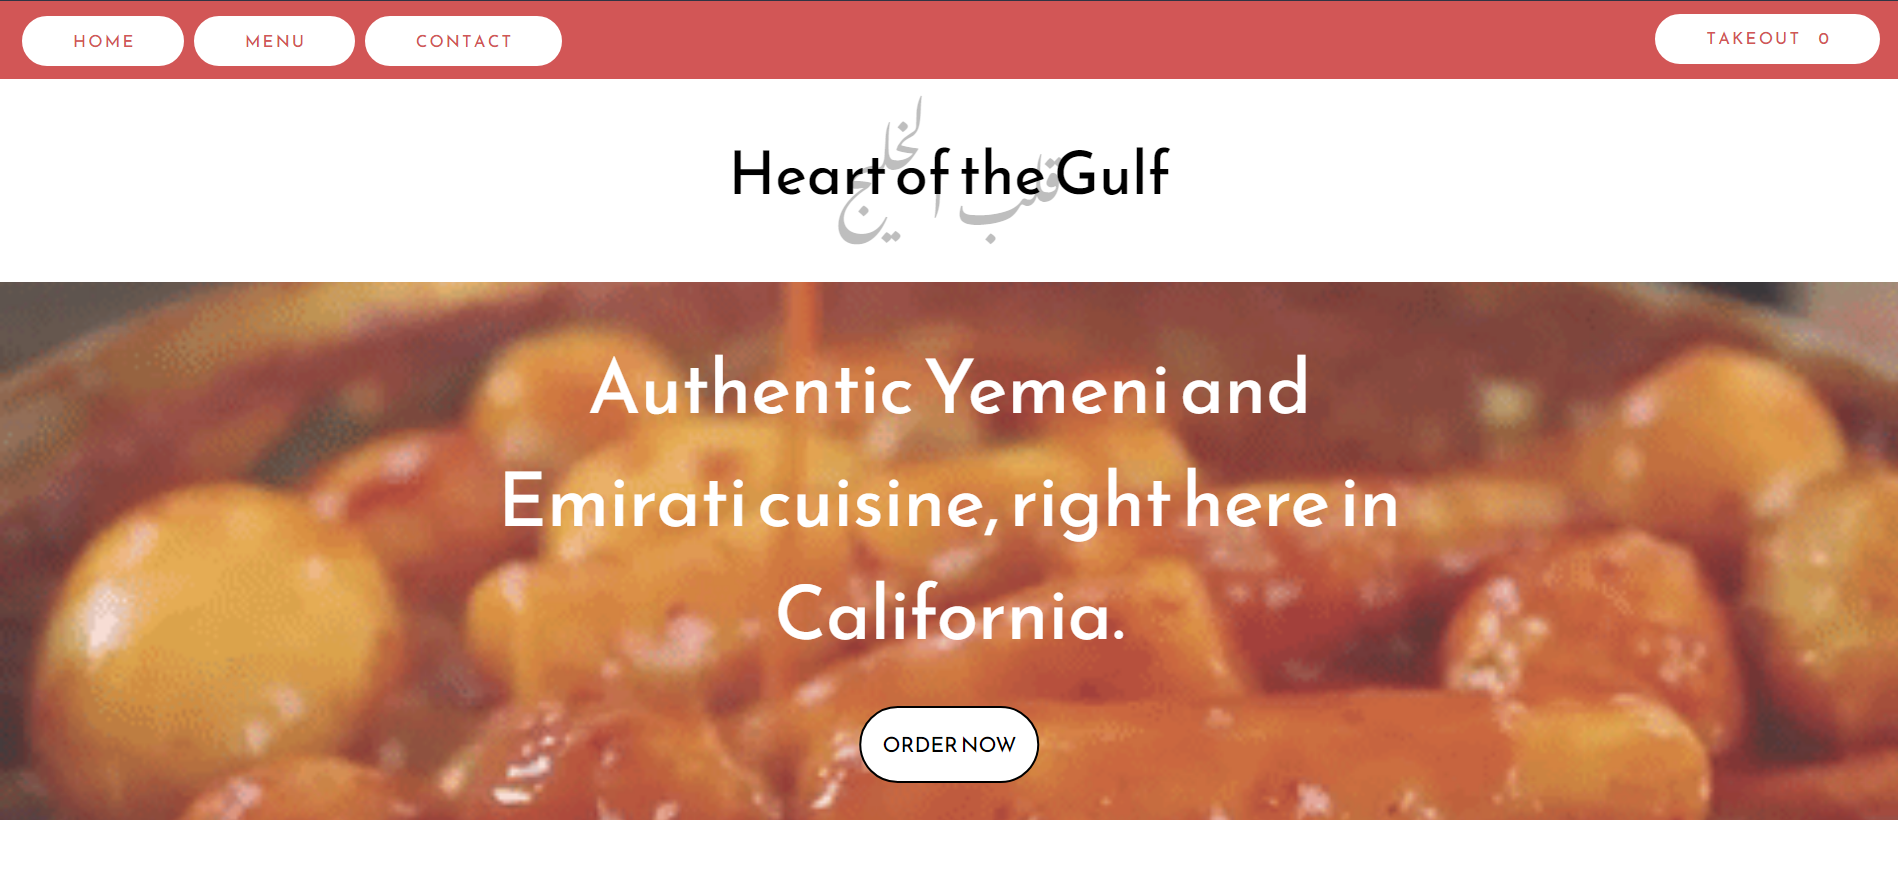 HOME
MENU
CONTACT
TAKEOUT 0
قلب الخليج
Heart of the Gulf
Authentic Yemeni and
Emirati cuisine, right here in
California.
ORDER NOW